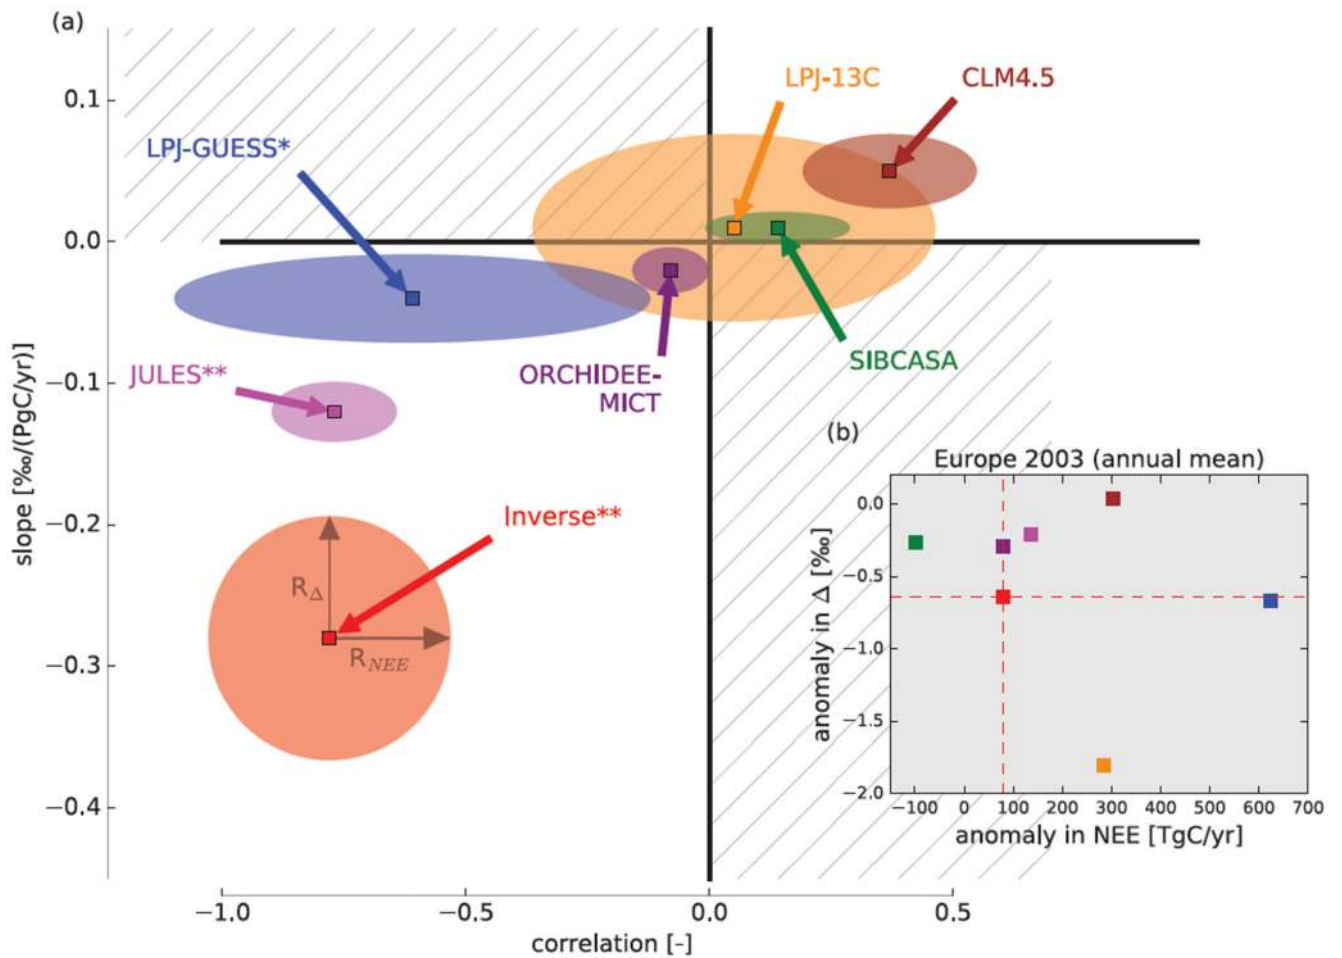 (a)
0.1
0.0
−0.1
−0.2
−0.3
−0.4
slope [‰/(PgC/yr)]
LPJ-GUESS*
LPJ-13C
CLM4.5
JULES**
ORCHIDEE-
MICT
SIBCASA
Inverse**
RΔ
RNEE
−1.0
−0.5
0.0
0.5
correlation [-]
(b)
Europe 2003 (annual mean)
0.0
−0.5
−1.0
−1.5
−2.0
anomaly in Δ [‰]
−100 0 100 200 300 400 500 600 700
anomaly in NEE [TgC/yr]